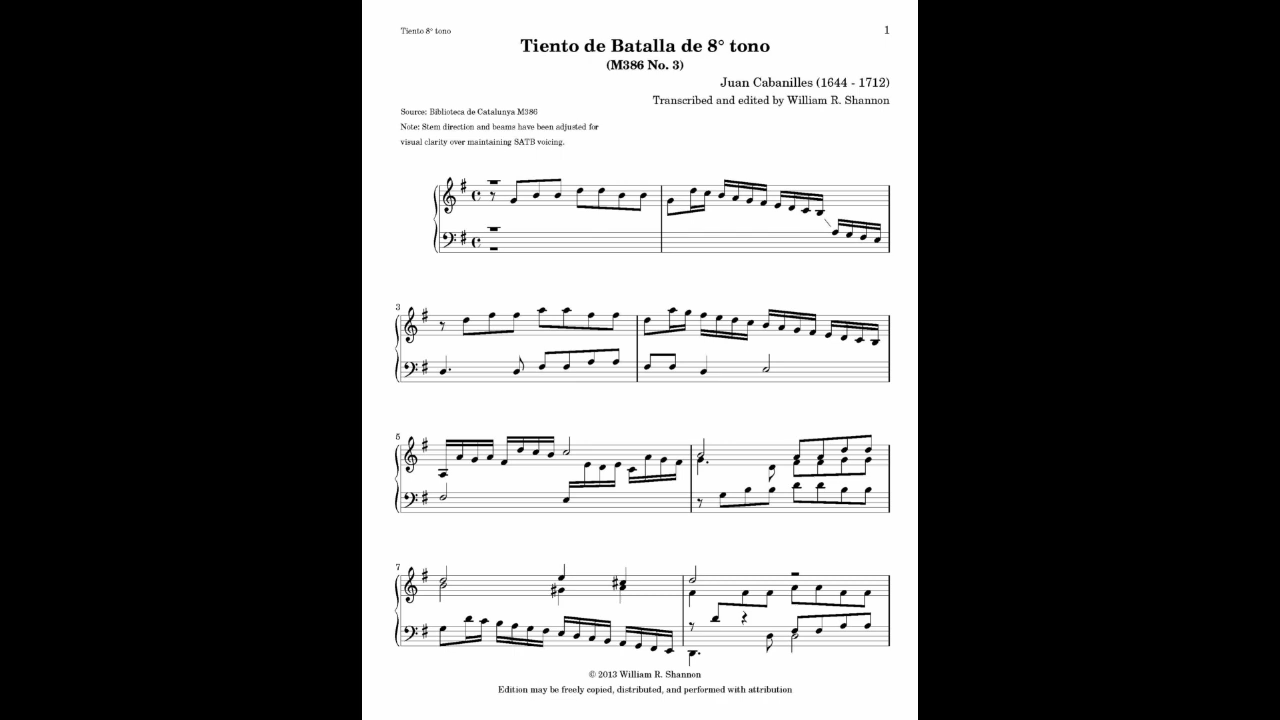 Tiento 8° tono
1
Tiento de Batalla de 8° tono
(M386 No. 3)
Juan Cabanilles (1644 - 1712)
Transcribed and edited by William R. Shannon
Source: Biblioteca de Catalunya M386
Note: Stem direction and beams have been adjusted for
visual clarity over maintaining SATB voicing.
3
5
7
© 2013 William R. Shannon
Edition may be freely copied, distributed, and performed with attribution